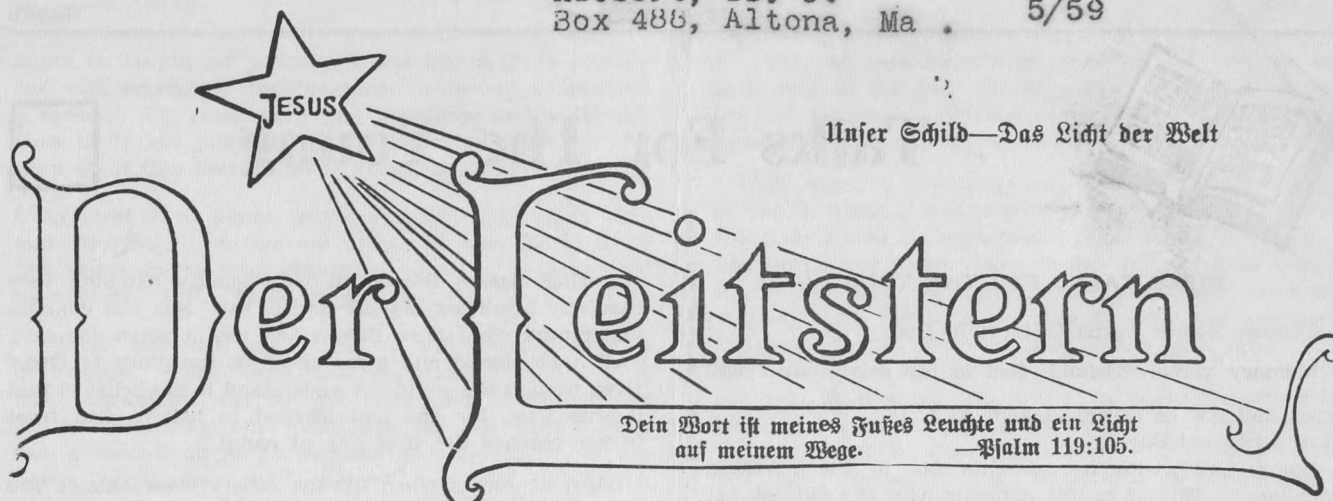 Box 488, Altona, Ma .
5/59
JESUS
Unser Schild—Das Licht der Welt
Der Leitstern
Dein Wort ist meines Fußes Leuchte und ein Licht
auf meinem Wege. —Psalm 119:105.